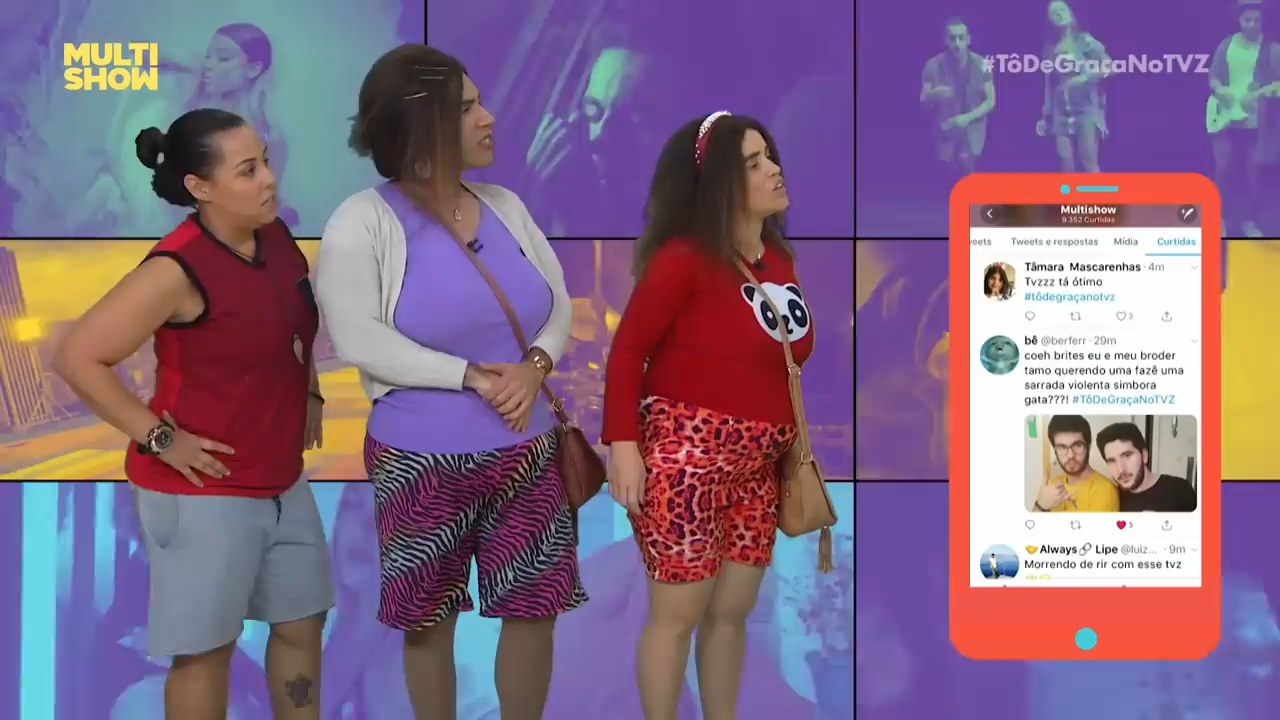 MULTI
SHOW
#TôDeGraçaNoTVZ
Multishow
9.352 Curtidas
weets Tweets e respostas Mídia Curtidas
Tâmara Mascarenhas · 4m
Tvzzz tá ótimo
#tôdegraçanotvz
3
bê @berferr · 29m
coeh brites eu e meu broder
tamo querendo uma fazê uma
sarrada violenta simbora
gata???! #TôDeGraçaNoTVZ
3
Always Lipe @luiz... · 9m
Morrendo de rir com esse tvz